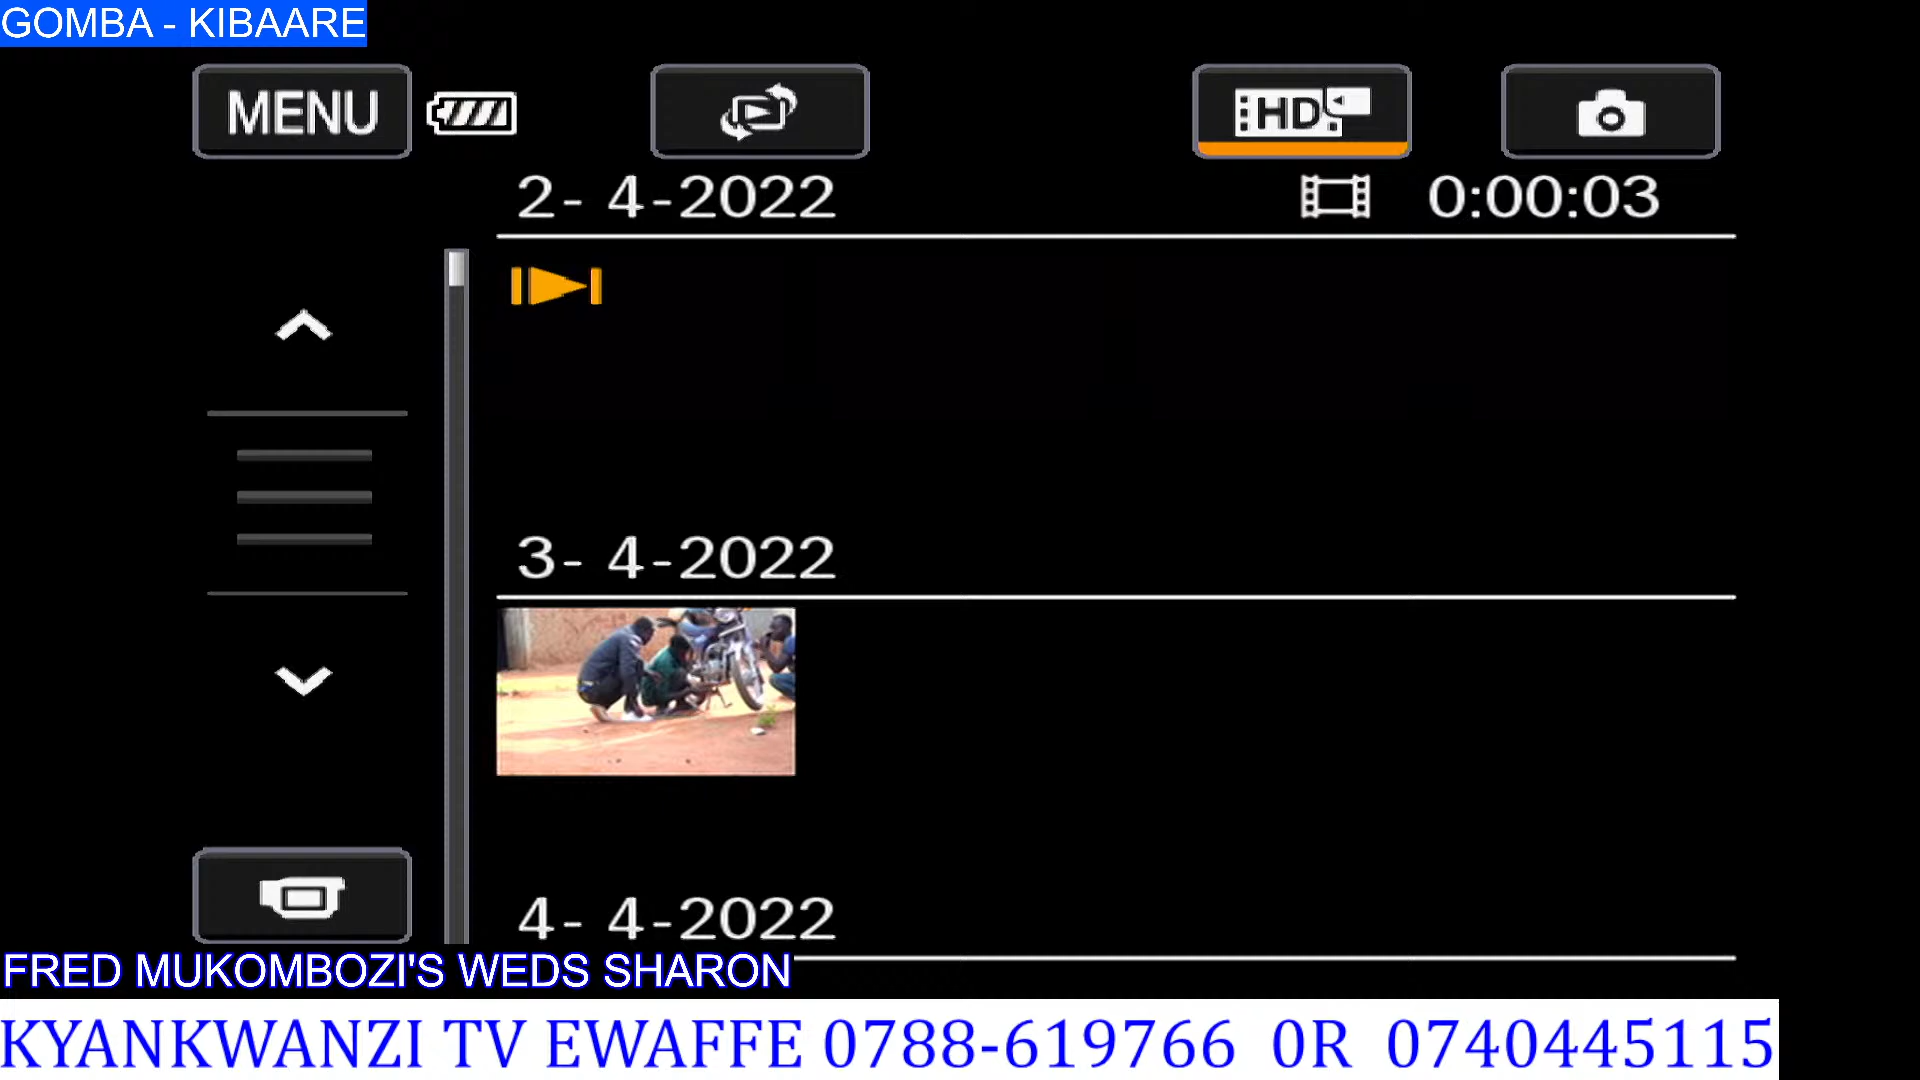 GOMBA - KIBAARE
MENU
HD
2- 4-2022
0:00:03
3- 4-2022
4- 4-2022
FRED MUKOMBOZI'S WEDS SHARON
KYANKWANZI TV EWAFFE 0788-619766 0R 0740445115